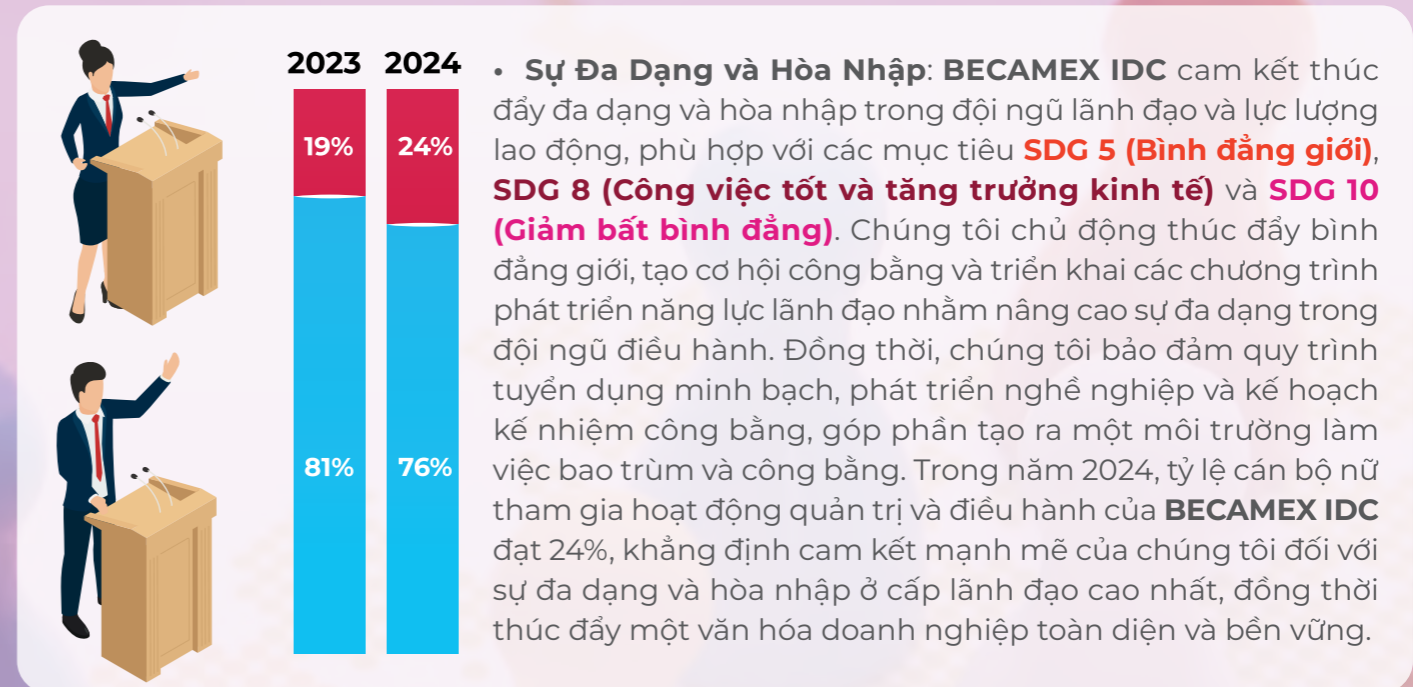 2023 2024
19% 24%
81% 76%
• Sự Đa Dạng và Hòa Nhập: BECAMEX IDC cam kết thúc
đẩy đa dạng và hòa nhập trong đội ngũ lãnh đạo và lực lượng
lao động, phù hợp với các mục tiêu SDG 5 (Bình đẳng giới),
SDG 8 (Công việc tốt và tăng trưởng kinh tế) và SDG 10
(Giảm bất bình đẳng). Chúng tôi chủ động thúc đẩy bình
đẳng giới, tạo cơ hội công bằng và triển khai các chương trình
phát triển năng lực lãnh đạo nhằm nâng cao sự đa dạng trong
đội ngũ điều hành. Đồng thời, chúng tôi bảo đảm quy trình
tuyển dụng minh bạch, phát triển nghề nghiệp và kế hoạch
kế nhiệm công bằng, góp phần tạo ra một môi trường làm
việc bao trùm và công bằng. Trong năm 2024, tỷ lệ cán bộ nữ
tham gia hoạt động quản trị và điều hành của BECAMEX IDC
đạt 24%, khẳng định cam kết mạnh mẽ của chúng tôi đối với
sự đa dạng và hòa nhập ở cấp lãnh đạo cao nhất, đồng thời
thúc đẩy một văn hóa doanh nghiệp toàn diện và bền vững.